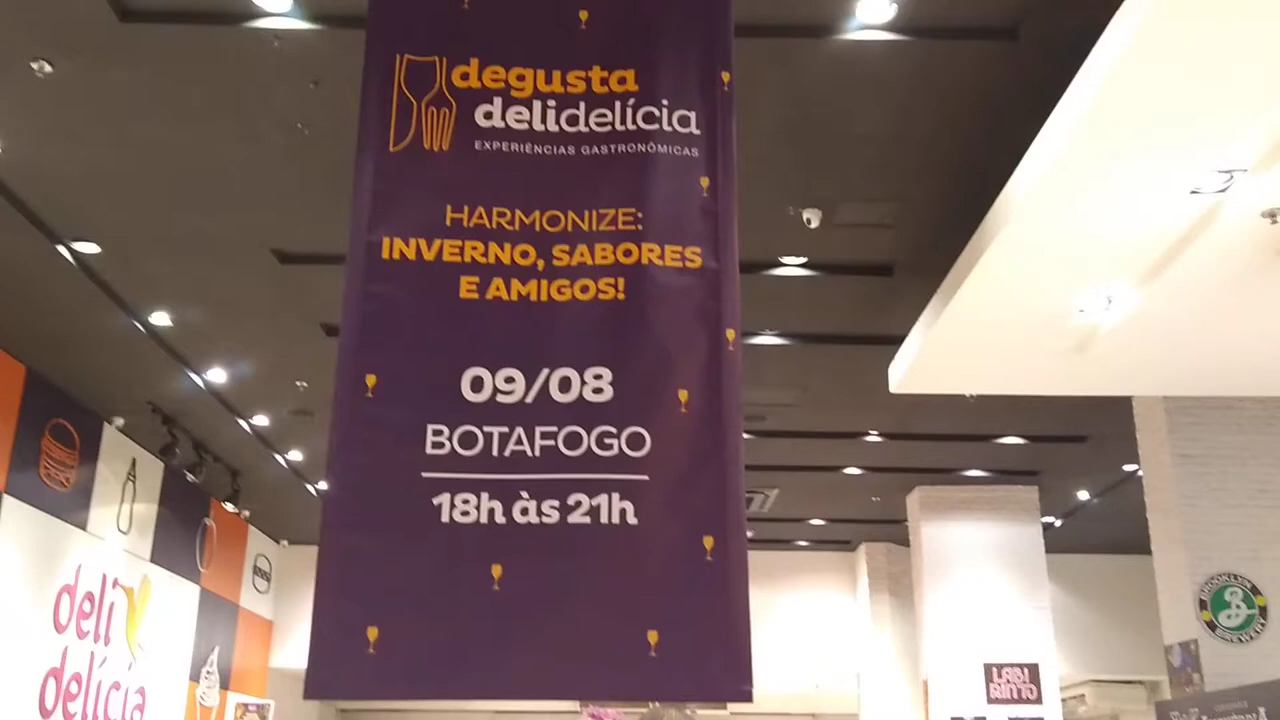 degusta
delidelícia
EXPERIÊNCIAS GASTRONÔMICAS
HARMONIZE:
INVERNO, SABORES
E AMIGOS!
09/08
BOTAFOGO
18h às 21h
deli
delícia
BROOKLYN
B
BREWERY
LABI
RINTO